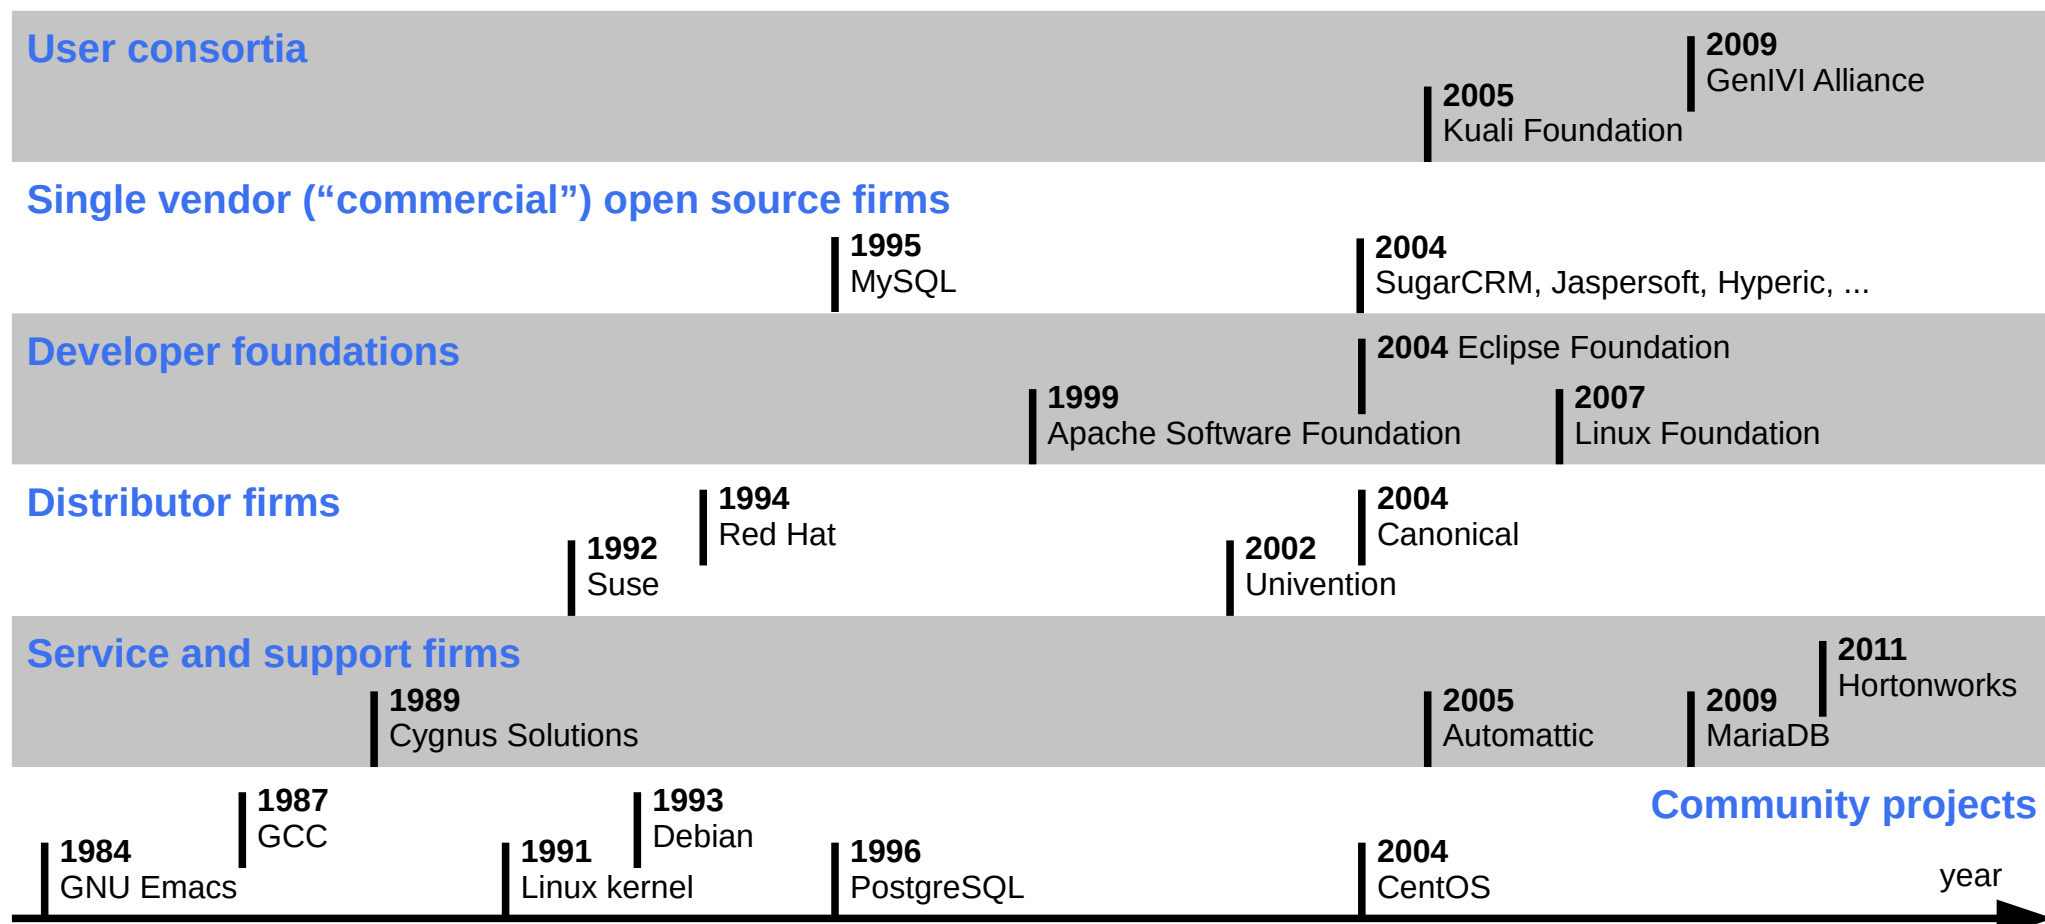 User consortia
2009
GenIVI Alliance
2005
Kuali Foundation
Single vendor (“commercial”) open source firms
1995
MySQL
2004
SugarCRM, Jaspersoft, Hyperic, ...
Developer foundations
2004 Eclipse Foundation
1999
Apache Software Foundation
2007
Linux Foundation
Distributor firms
1994
Red Hat
2004
Canonical
1992
Suse
2002
Univention
Service and support firms
2011
Hortonworks
1989
Cygnus Solutions
2005
Automattic
2009
MariaDB
Community projects
1987
GCC
1993
Debian
1984
GNU Emacs
1991
Linux kernel
1996
PostgreSQL
2004
CentOS
year